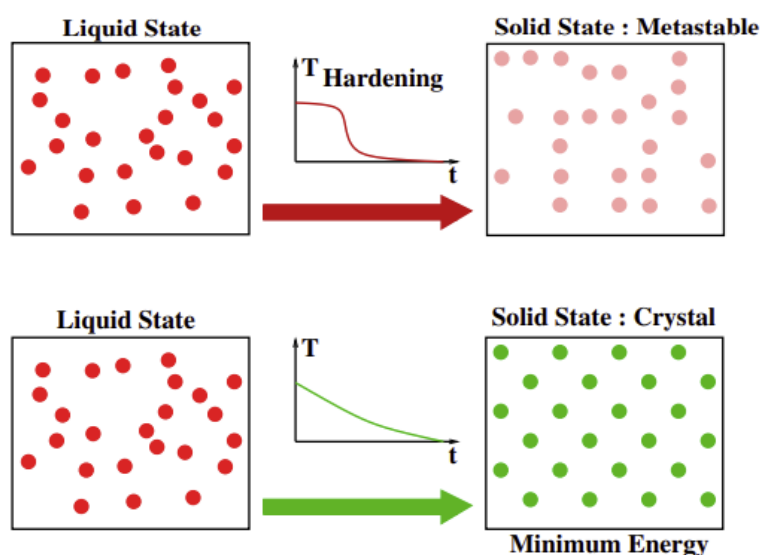 Liquid State
Solid State : Metastable
T
Hardening
t
Liquid State
Solid State : Crystal
T
t
Minimum Energy